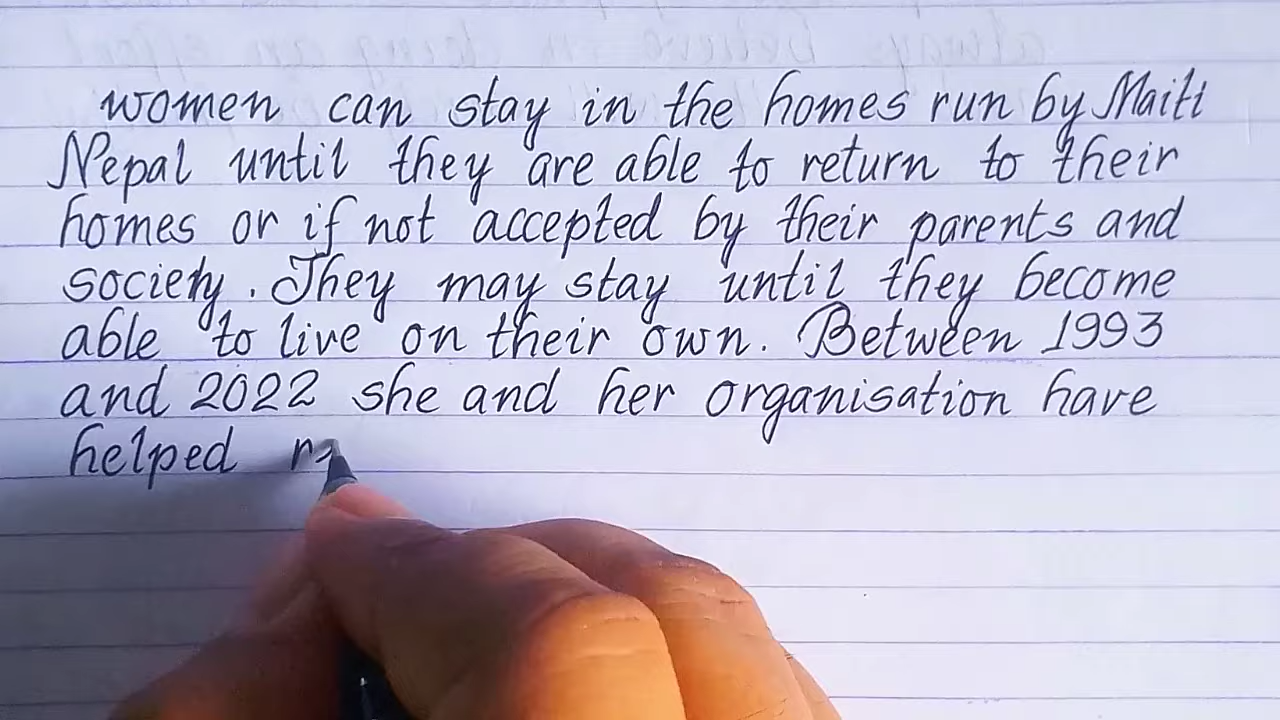 women can stay in the homes run by Maiti
Nepal until they are able to return to their
homes or if not accepted by their parents and
society. They may stay until they become
able to live on their own. Between 1993
and 2022 she and her organisation have
helped